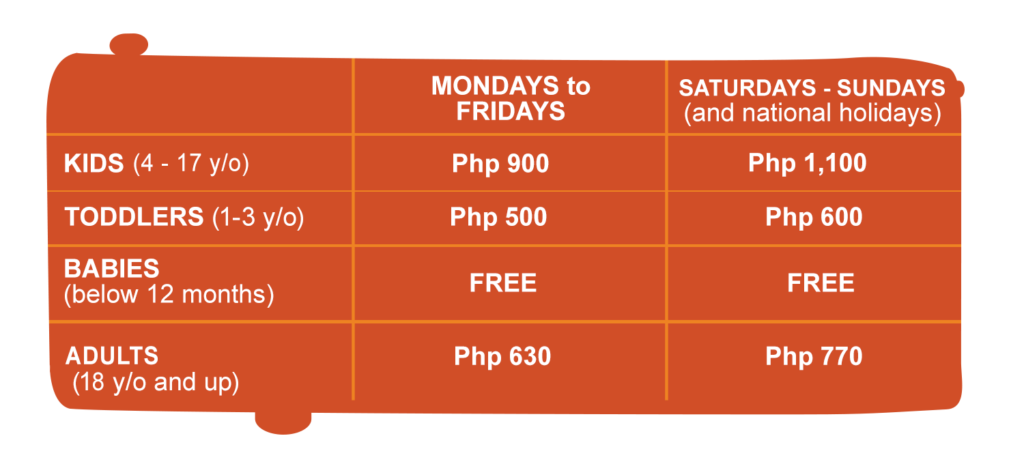 MONDAYS to
FRIDAYS
SATURDAYS - SUNDAYS
(and national holidays)
KIDS (4 - 17 y/o)
Php 900
Php 1,100
TODDLERS (1-3 y/o)
Php 500
Php 600
BABIES
(below 12 months)
FREE
FREE
ADULTS
(18 y/o and up)
Php 630
Php 770